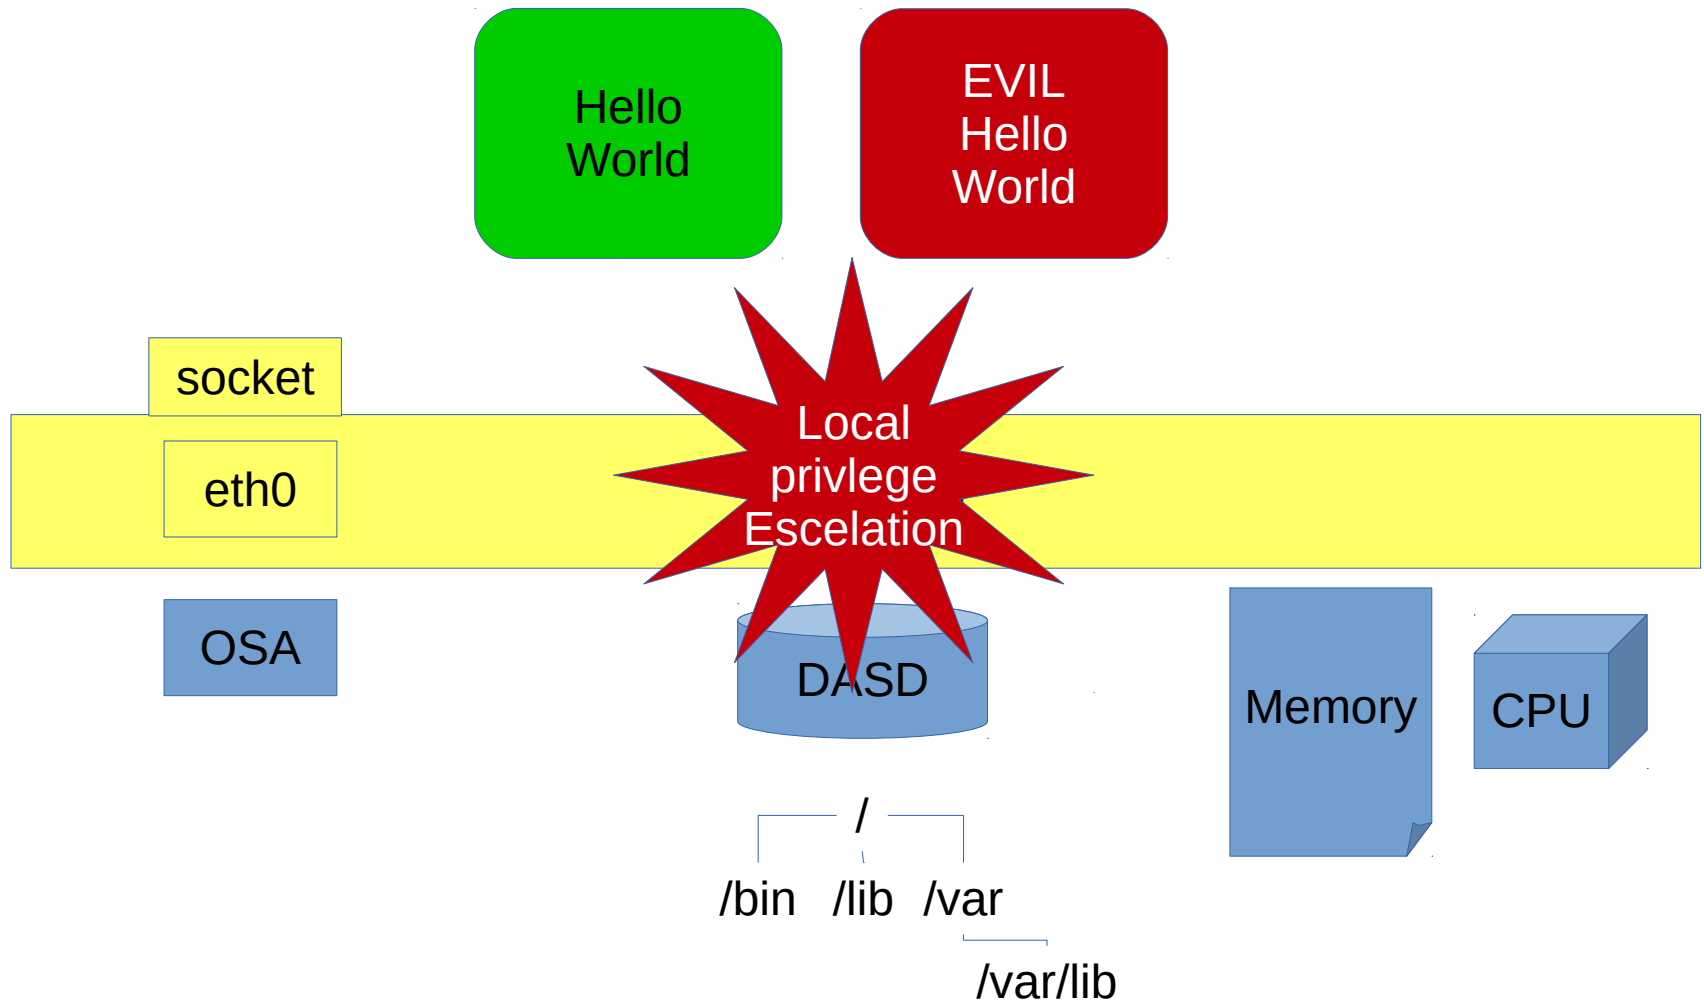 Hello
World
EVIL
Hello
World
socket
eth0
Local
privlege
Escelation
OSA
DASD
Memory
CPU
/
/bin /lib /var
/var/lib